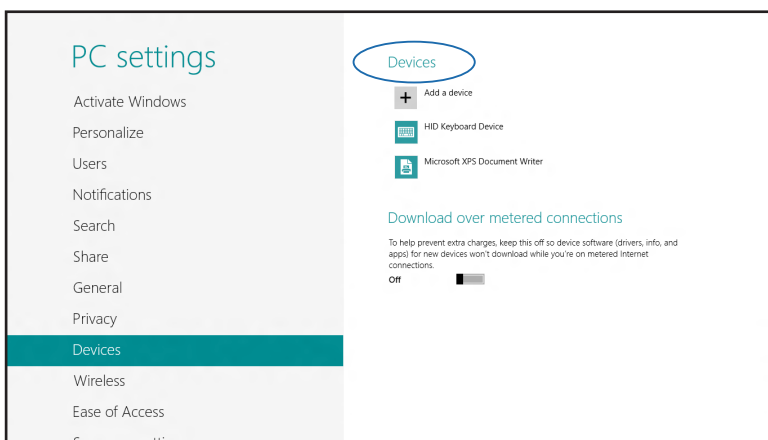 PC settings
Activate Windows
Personalize
Users
Notifications
Search
Share
General
Privacy
Devices
Wireless
Ease of Access
Devices
Add a device
HID Keyboard Device
Microsoft XPS Document Writer
Download over metered connections
To help prevent extra charges, keep this off so device software (drivers, info, and
apps) for new devices won't download while you're on metered Internet
connections.
Off